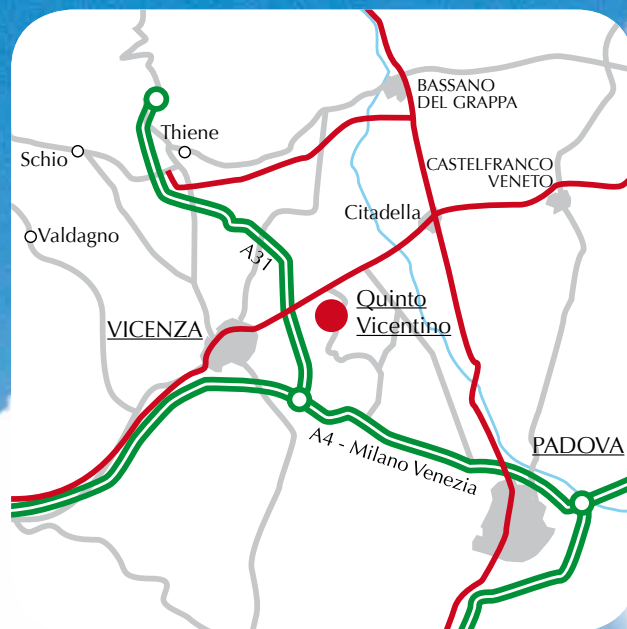 BASSANO
DEL GRAPPA
Thiene
Schio
CASTELFRANCO
VENETO
Citadella
Valdagno
A31
Quinto
Vicentino
VICENZA
A4 - Milano Venezia
PADOVA